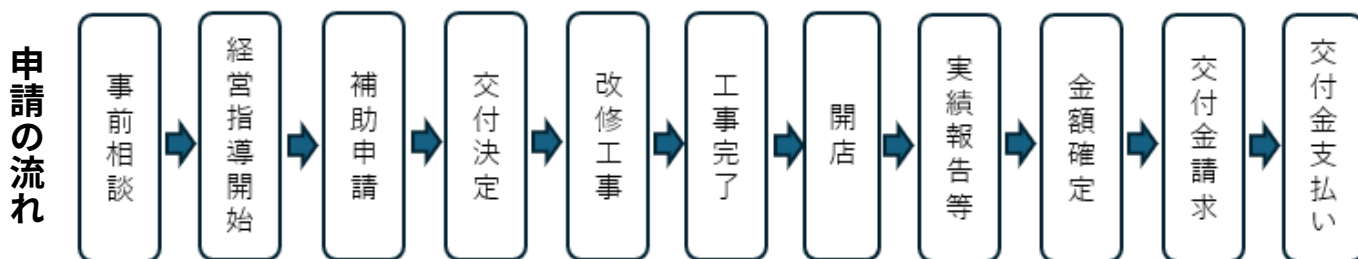 申請の流れ
事前相談
経営指導開始
補助申請
交付決定
改修工事
工事完了
開店
実績報告等
金額確定
交付金請求
交付金支払い